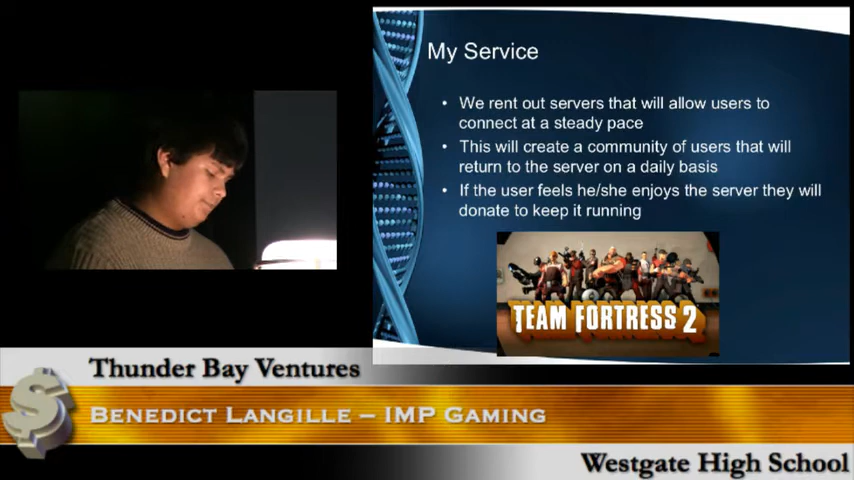 My Service
• We rent out servers that will allow users to
connect at a steady pace
• This will create a community of users that will
return to the server on a daily basis
• If the user feels he/she enjoys the server they will
donate to keep it running
TEAM FORTRESS 2
Thunder Bay Ventures
$
BENEDICT LANGILLE – IMP GAMING
Westgate High School